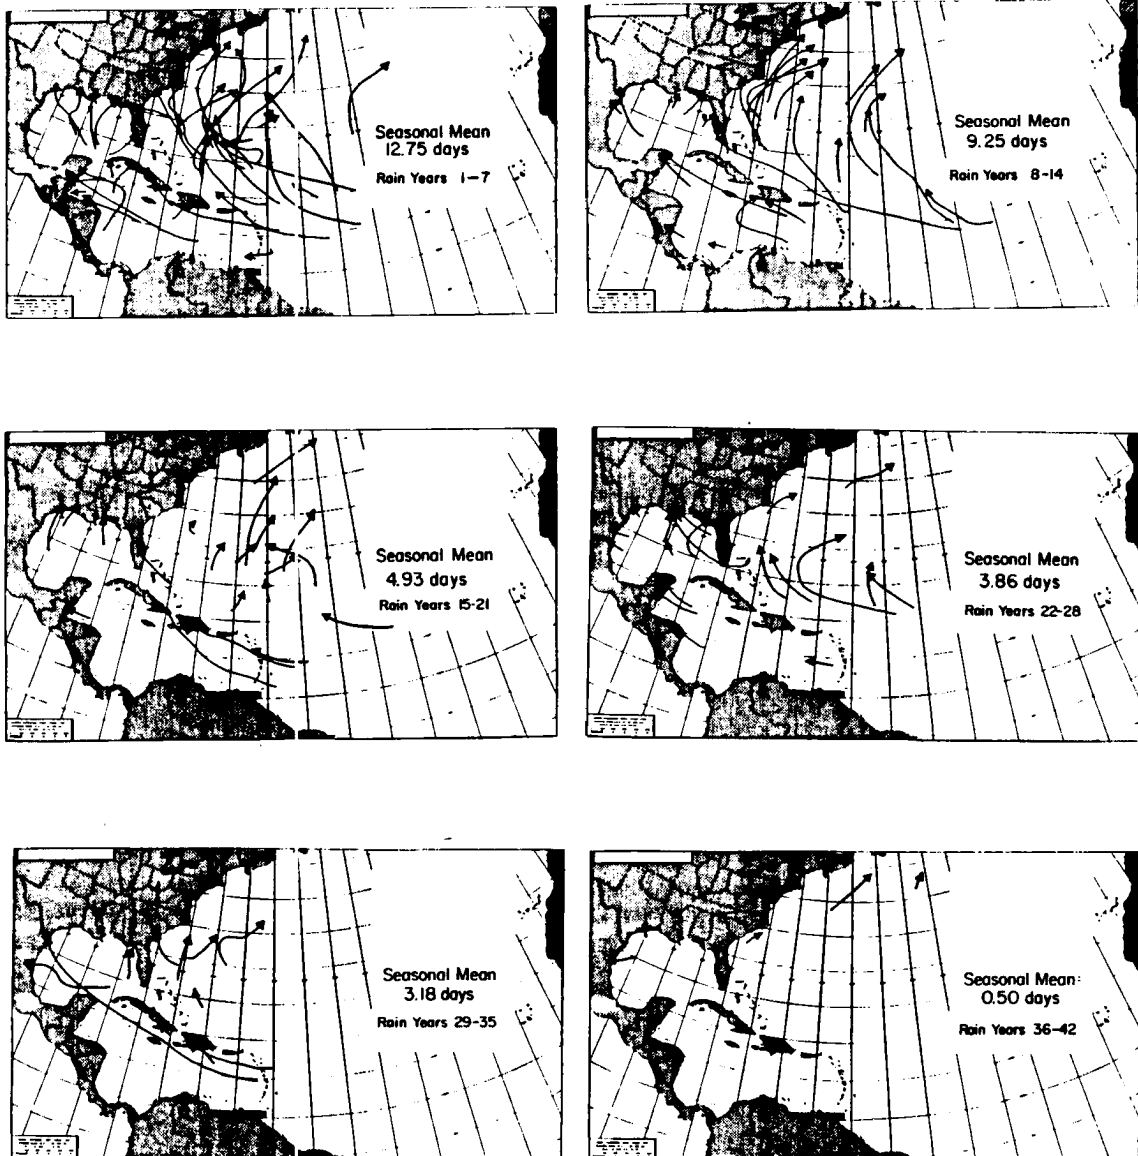 Seasonal Mean
12.75 days
Rain Years 1-7
Seasonal Mean
9.25 days
Rain Years 8-14
Seasonal Mean
4.93 days
Rain Years 15-21
Seasonal Mean
3.86 days
Rain Years 22-28
Seasonal Mean
3.18 days
Rain Years 29-35
Seasonal Mean:
0.50 days
Rain Years 36-42